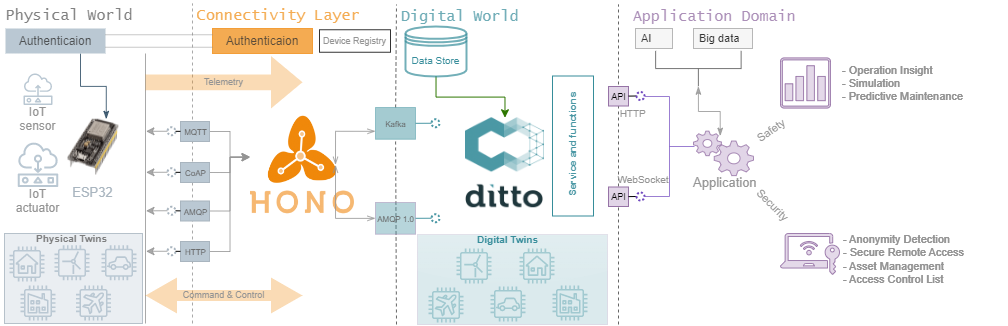 Physical World
Connectivity Layer
Digital World
Application Domain
Authenticaion
Authenticaion
Device Registry
Data Store
AI
Big data
Telemetry
IoT
sensor
IoT
actuator
ESP32
MQTT
CoAP
AMQP
HTTP
HONO
Kafka
AMQP 1.0
ditto
Service and functions
API
HTTP
WebSocket
API
Application
Safety
Security
- Operation Insight
- Simulation
- Predictive Maintenance
- Anonymity Detection
- Secure Remote Access
- Asset Management
- Access Control List
Physical Twins
Command & Control
Digital Twins